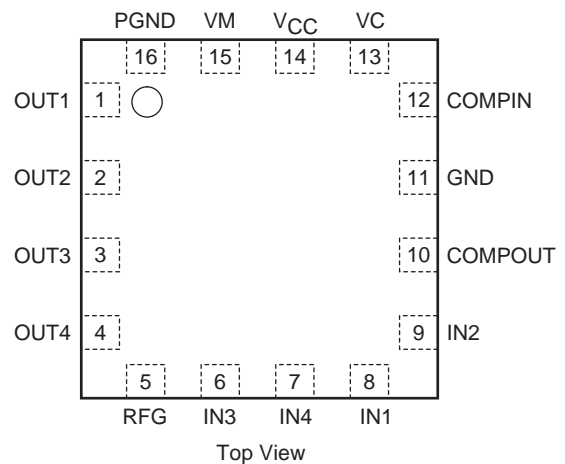 PGND VM VCC VC
16 15 14 13
OUT1 1 12 COMPIN
OUT2 2 11 GND
OUT3 3 10 COMPOUT
OUT4 4 9 IN2
5 6 7 8
RFG IN3 IN4 IN1
Top View